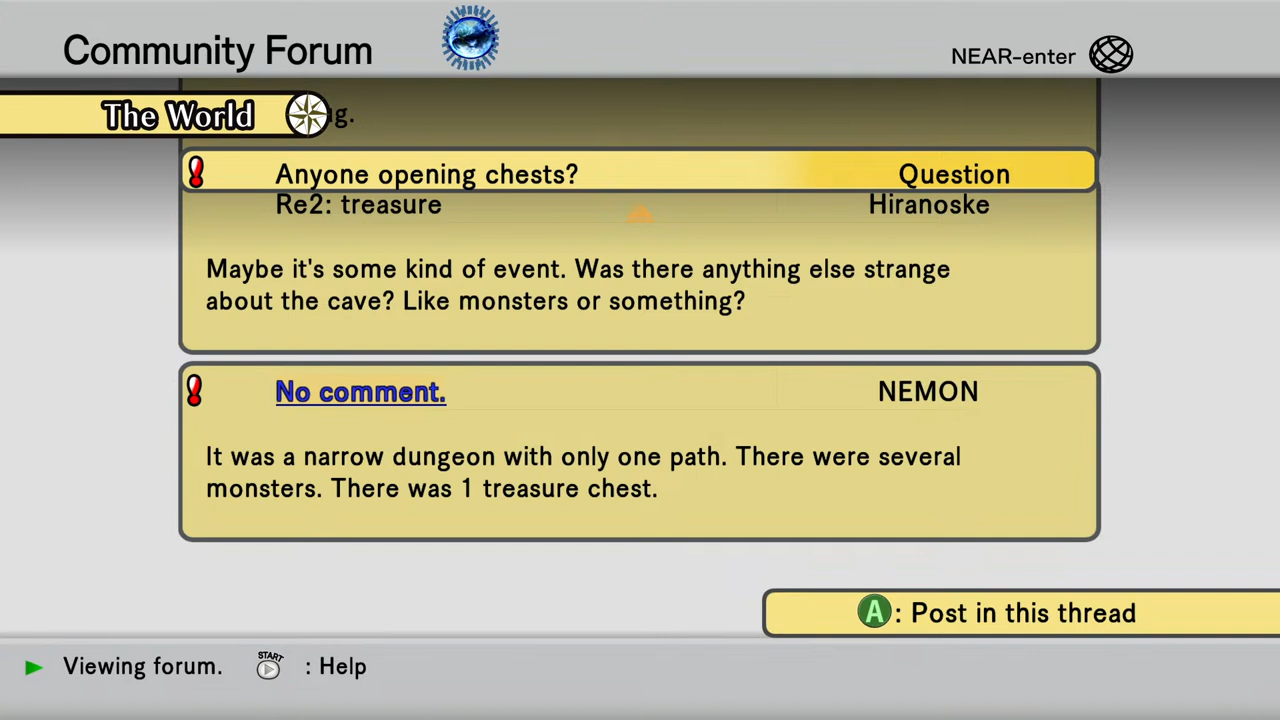 Community Forum
NEAR-enter
The World
g.
Anyone opening chests?
Question
Re2: treasure
Hiranoske
Maybe it's some kind of event. Was there anything else strange
about the cave? Like monsters or something?
No comment.
NEMON
It was a narrow dungeon with only one path. There were several
monsters. There was 1 treasure chest.
A: Post in this thread
Viewing forum.
START
: Help